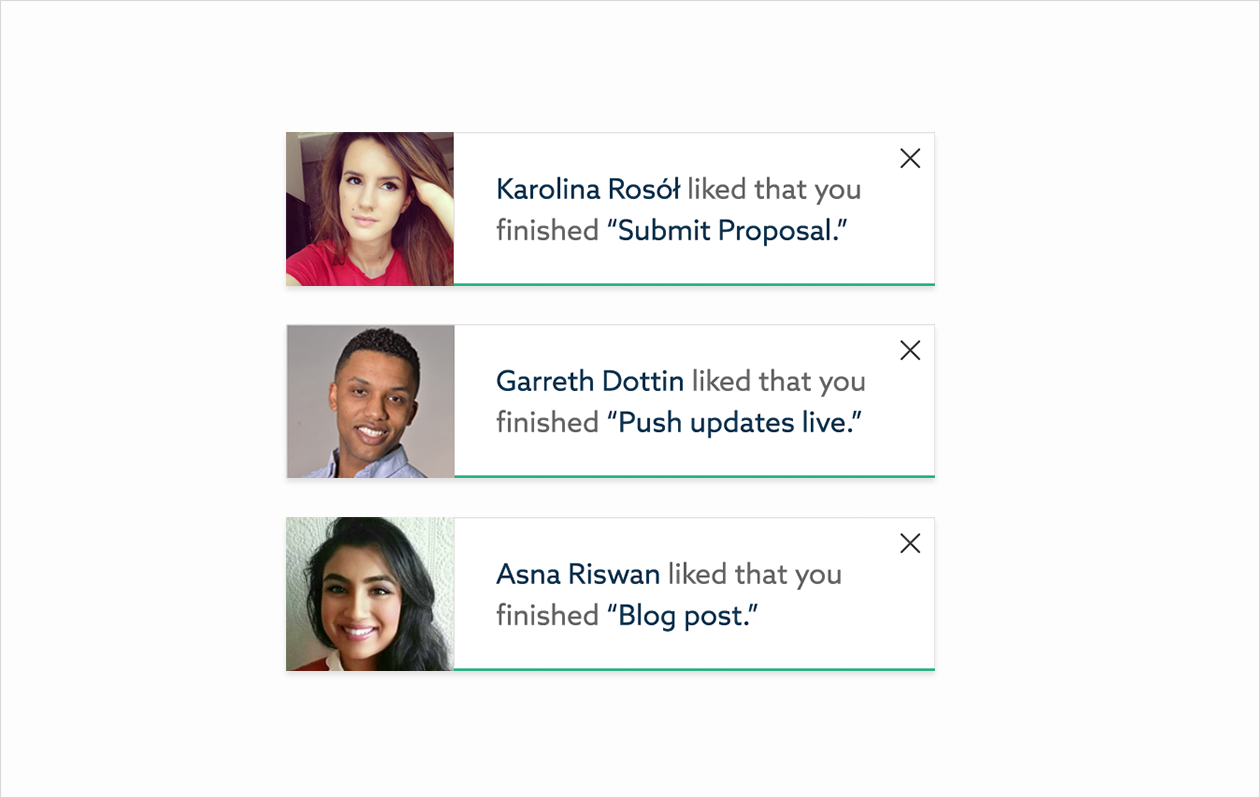 Karolina Rosół liked that you
finished “Submit Proposal.”
Garreth Dottin liked that you
finished “Push updates live.”
Asna Riswan liked that you
finished “Blog post.”